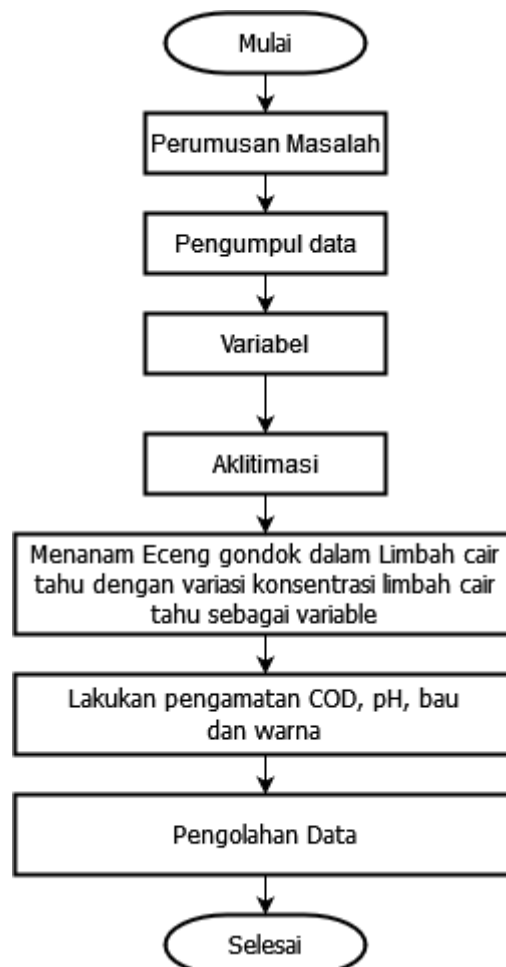 Mulai
Perumusan Masalah
Pengumpul data
Variabel
Aklitimasi
Menanam Eceng gondok dalam Limbah cair
tahu dengan variasi konsentrasi limbah cair
tahu sebagai variable
Lakukan pengamatan COD, pH, bau
dan warna
Pengolahan Data
Selesai